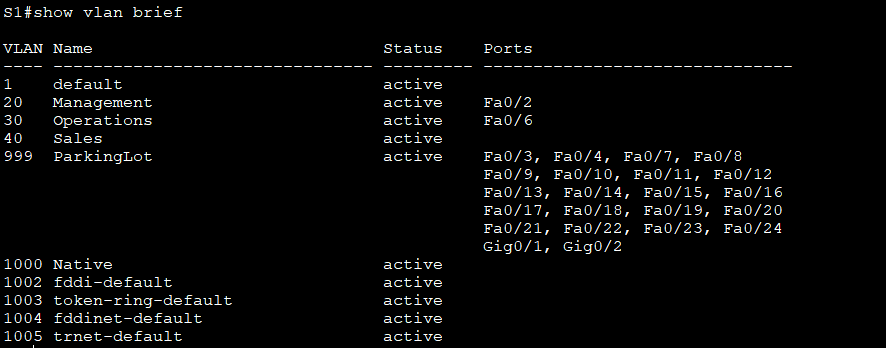 S1#show vlan brief
VLAN Name                             Status    Ports
---- -------------------------------- --------- -------------------------------
1    default                          active
20   Management                       active    Fa0/2
30   Operations                       active    Fa0/6
40   Sales                            active
999  ParkingLot                       active    Fa0/3, Fa0/4, Fa0/7, Fa0/8
                                                Fa0/9, Fa0/10, Fa0/11, Fa0/12
                                                Fa0/13, Fa0/14, Fa0/15, Fa0/16
                                                Fa0/17, Fa0/18, Fa0/19, Fa0/20
                                                Fa0/21, Fa0/22, Fa0/23, Fa0/24
                                                Gig0/1, Gig0/2
1000 Native                           active
1002 fddi-default                     active
1003 token-ring-default               active
1004 fddinet-default                  active
1005 trnet-default                    active